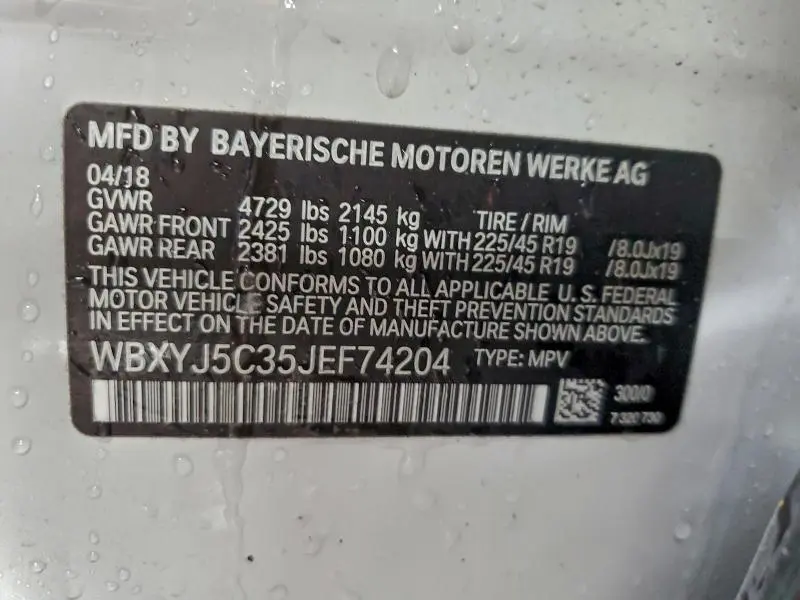 MFD BY BAYERISCHE MOTOREN WERKE AG
04/18
GVWR 4729 lbs 2145 kg TIRE / RIM
GAWR FRONT 2425 lbs 1100 kg WITH 225/45 R19 /8.0Jx19
GAWR REAR 2381 lbs 1080 kg WITH 225/45 R19 /8.0Jx19
THIS VEHICLE CONFORMS TO ALL APPLICABLE U.S. FEDERAL
MOTOR VEHICLE SAFETY AND THEFT PREVENTION STANDARDS
IN EFFECT ON THE DATE OF MANUFACTURE SHOWN ABOVE.
WBXYJ5C35JEF74204 TYPE: MPV
300/0